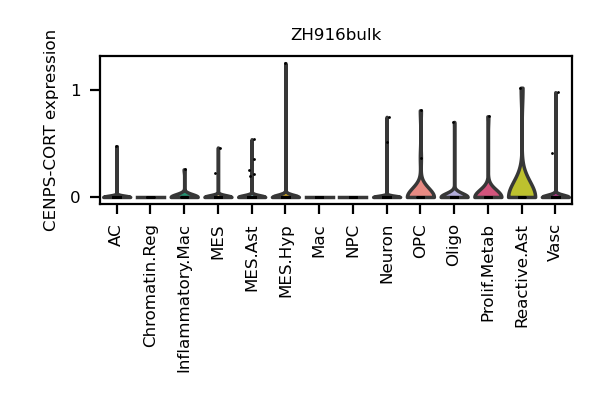 ZH916bulk
CENPS-CORT expression
1
0
AC
Chromatin.Reg
Inflammatory.Mac
MES
MES.Ast
MES.Hyp
Mac
NPC
Neuron
OPC
Oligo
Prolif.Metab
Reactive.Ast
Vasc